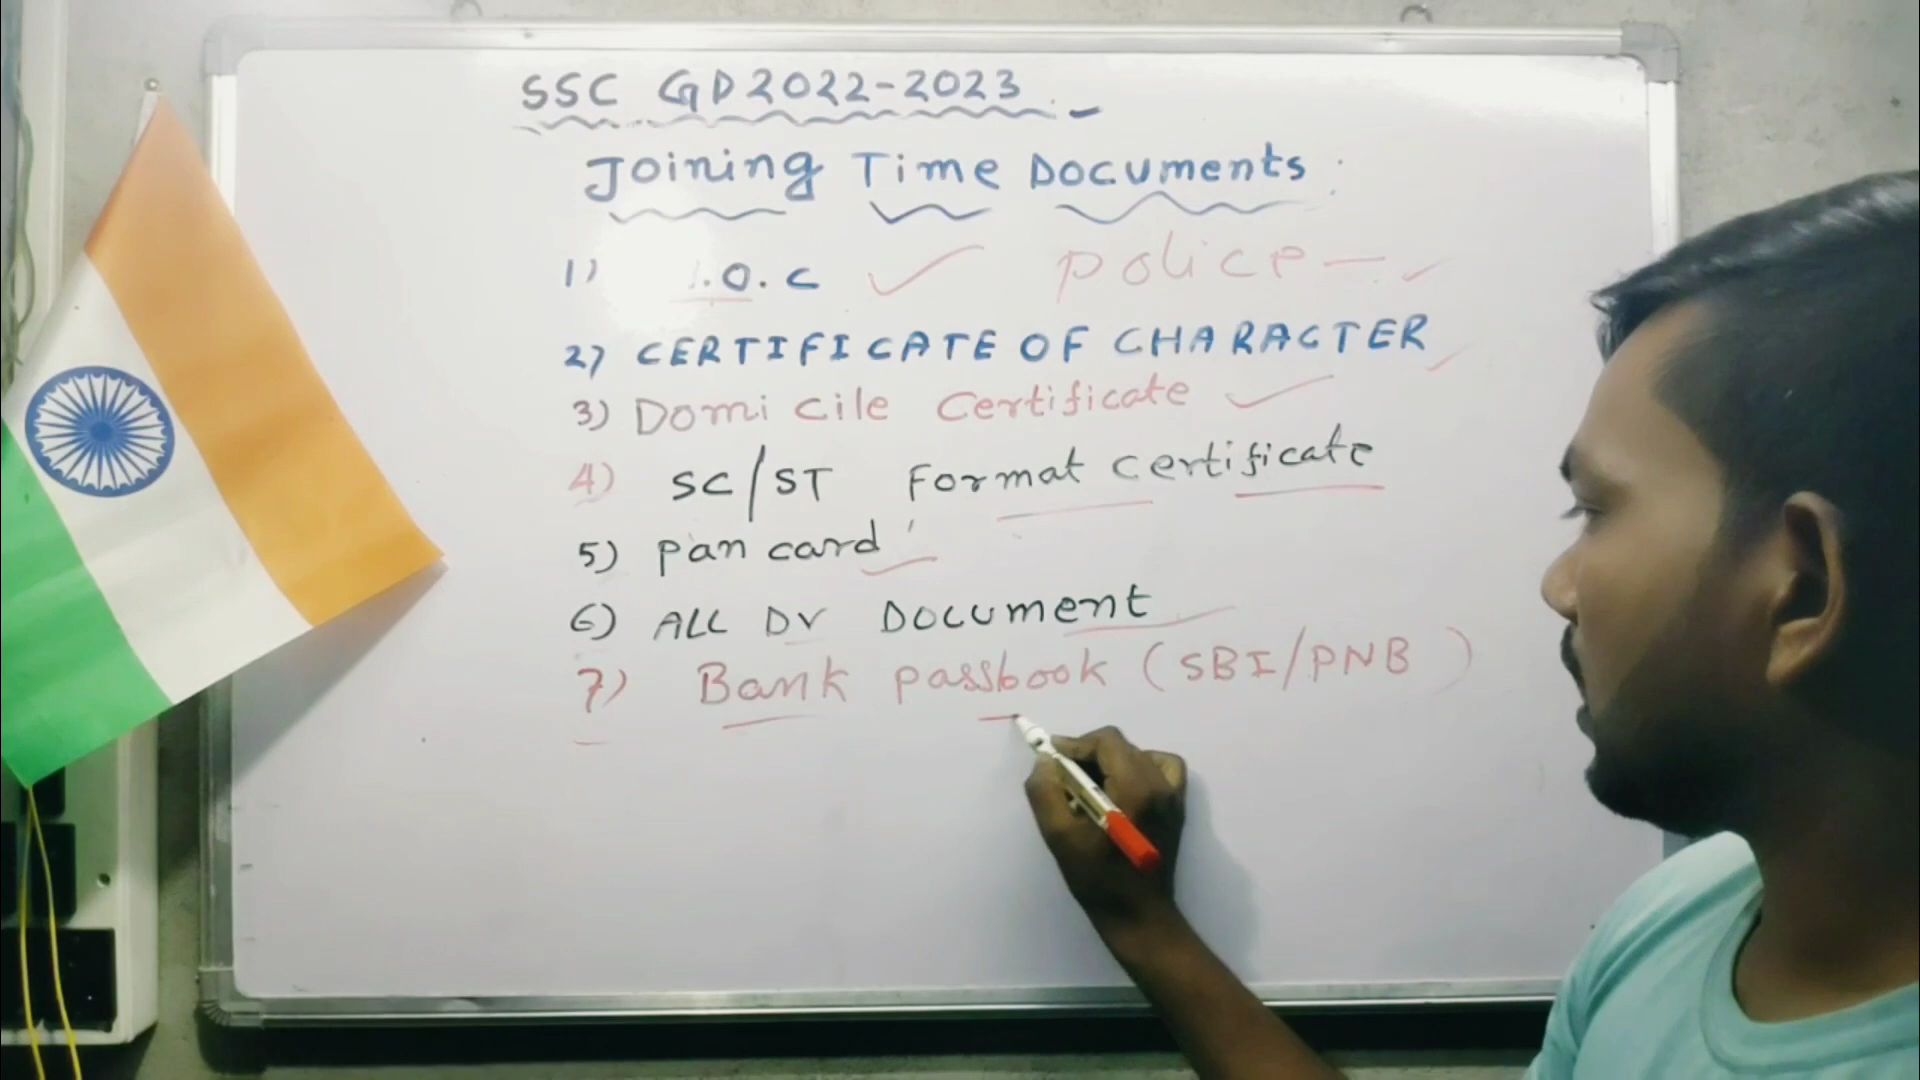 SSC GD 2022-2023
Joining Time Documents
1) .O.C Police -
2) CERTIFICATE OF CHARACTER
3) Domicile Certificate
4) SC/ST Format Certificate
5) Pan card
6) ALL DV DOCUMENT
7) Bank Passbook (SBI/PNB)